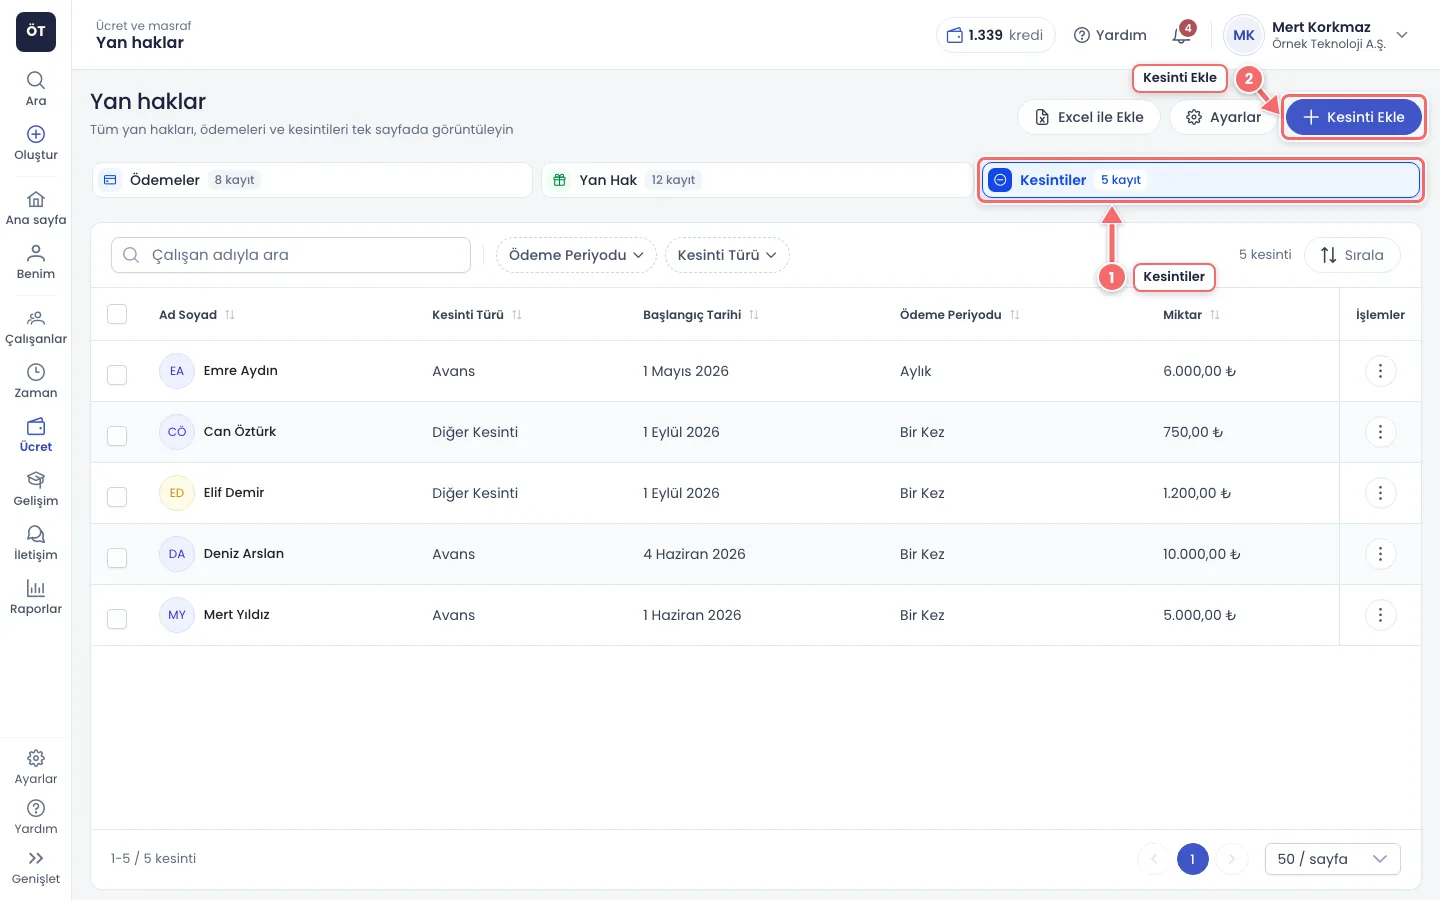 ÖT
Ara
Oluştur
Ana sayfa
Benim
Çalışanlar
Zaman
Ücret
Gelişim
İletişim
Raporlar
Ayarlar
Yardım
Genişlet
Ücret ve masraf
Yan haklar
1.339 kredi
Yardım
4
MK
Mert Korkmaz
Örnek Teknoloji A.Ş.
Yan haklar
Tüm yan hakları, ödemeleri ve kesintileri tek sayfada görüntüleyin
Kesinti Ekle
2
Excel ile Ekle
Ayarlar
Kesinti Ekle
Ödemeler 8 kayıt
Yan Hak 12 kayıt
Kesintiler 5 kayıt
1
Kesintiler
Çalışan adıyla ara
Ödeme Periyodu
Kesinti Türü
5 kesinti
Sırala
Ad Soyad Kesinti Türü Başlangıç Tarihi Ödeme Periyodu Miktar İşlemler
EA Emre Aydın Avans 1 Mayıs 2026 Aylık 6.000,00 ₺
CÖ Can Öztürk Diğer Kesinti 1 Eylül 2026 Bir Kez 750,00 ₺
ED Elif Demir Diğer Kesinti 1 Eylül 2026 Bir Kez 1.200,00 ₺
DA Deniz Arslan Avans 4 Haziran 2026 Bir Kez 10.000,00 ₺
MY Mert Yıldız Avans 1 Haziran 2026 Bir Kez 5.000,00 ₺
1-5 / 5 kesinti
1
50 / sayfa